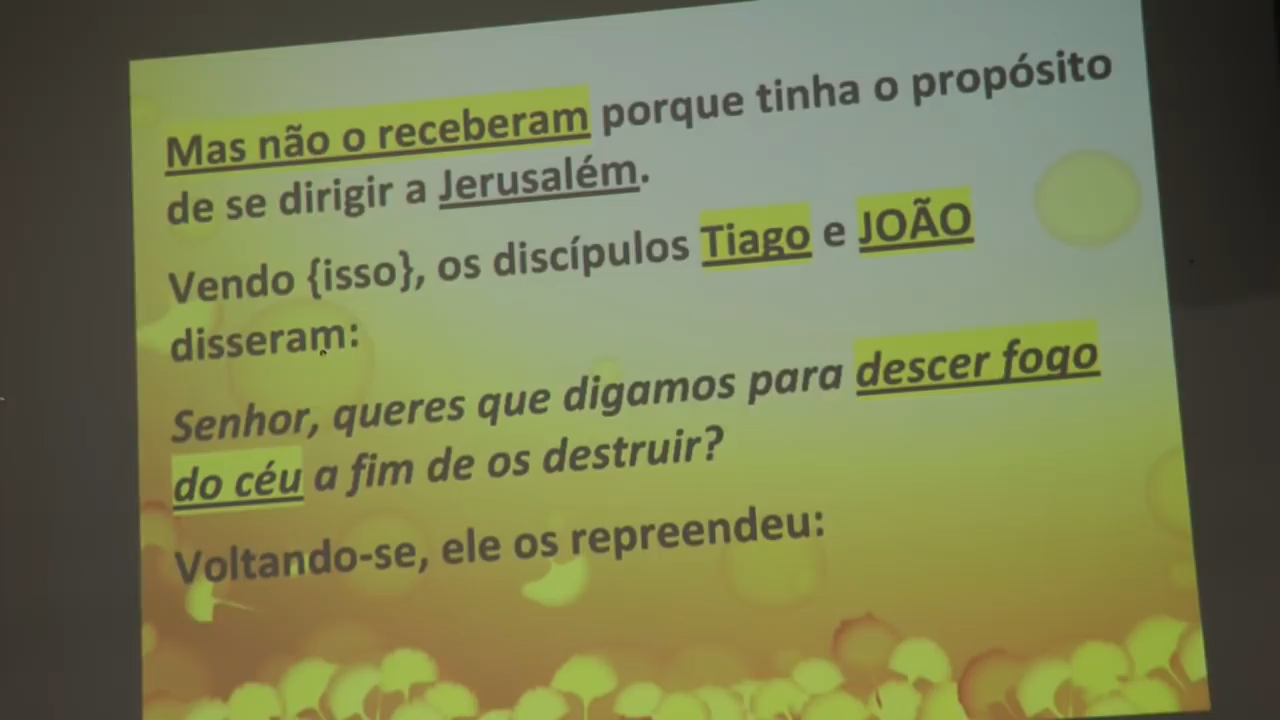 Mas não o receberam porque tinha o propósito
de se dirigir a Jerusalém.
Vendo {isso}, os discípulos Tiago e JOÃO
disseram:
Senhor, queres que digamos para descer fogo
do céu a fim de os destruir?
Voltando-se, ele os repreendeu: